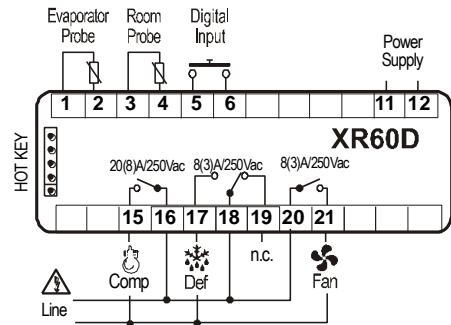 Evaporator Probe
Room Probe
Digital Input
Power Supply
1 2 3 4 5 6 11 12
XR60D
HOT KEY
20(8)A/250Vac 8(3)A/250Vac 8(3)A/250Vac
15 16 17 18 19 20 21
Comp Def n.c. Fan
Line